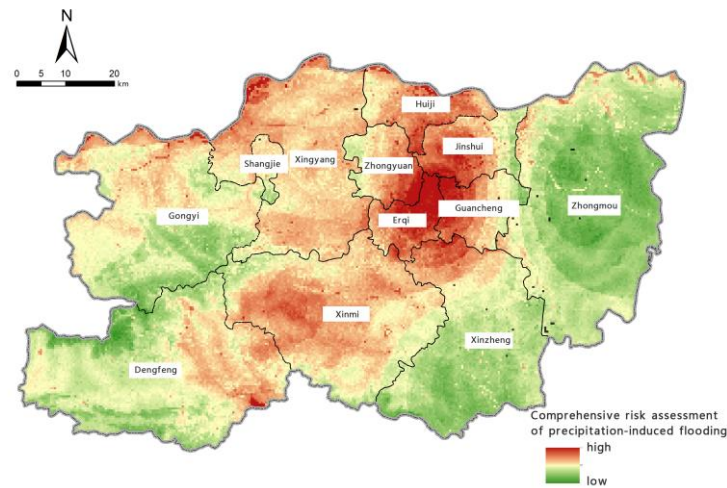 N
0 5 10 20
km
Huiji
Jinshui
Shangjie
Xingyang
Zhongyuan
Gongyi
Erqi
Guancheng
Zhongmou
Xinmi
Xinzheng
Dengfeng
Comprehensive risk assessment
of precipitation-induced flooding
high
low